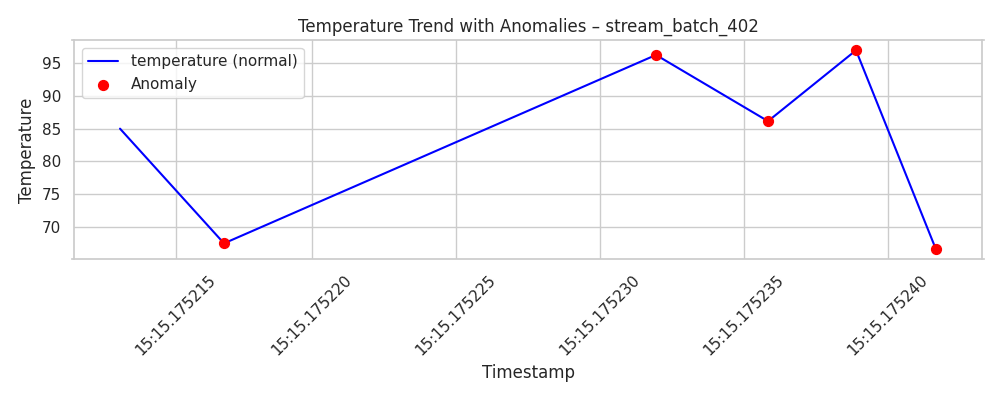 Temperature Trend with Anomalies – stream_batch_402
temperature (normal)
Anomaly
Temperature
95
90
85
80
75
70
15:15.175215
15:15.175220
15:15.175225
15:15.175230
15:15.175235
15:15.175240
Timestamp